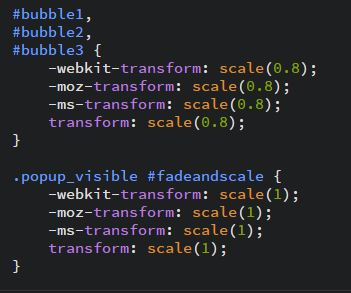 #bubble1,
#bubble2,
#bubble3 {
    -webkit-transform: scale(0.8);
    -moz-transform: scale(0.8);
    -ms-transform: scale(0.8);
    transform: scale(0.8);
}

.popup_visible #fadeandscale {
    -webkit-transform: scale(1);
    -moz-transform: scale(1);
    -ms-transform: scale(1);
    transform: scale(1);
}